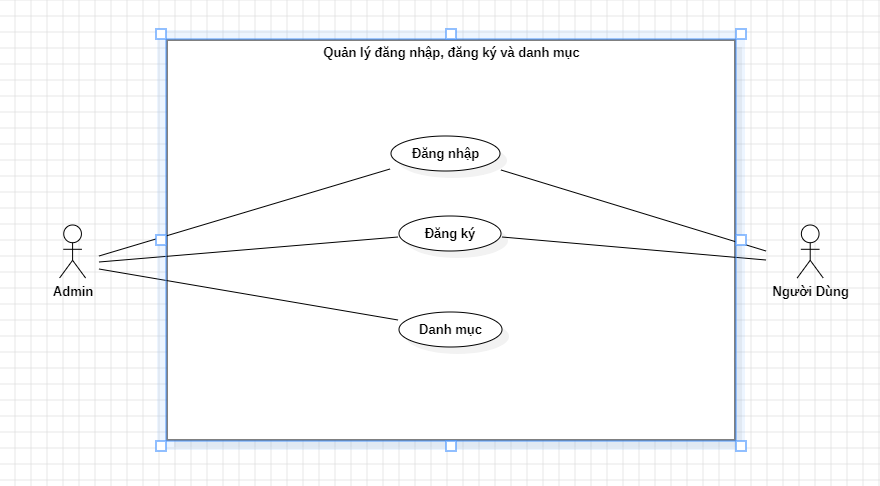 Quản lý đăng nhập, đăng ký và danh mục
Đăng nhập
Đăng ký
Admin
Người Dùng
Danh mục